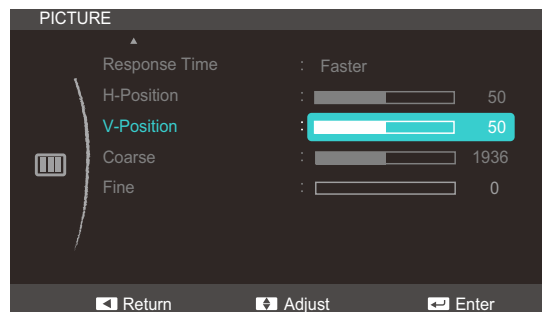 PICTURE
Response Time : Faster
H-Position : 50
V-Position : 50
Coarse : 1936
Fine : 0
Return Adjust Enter